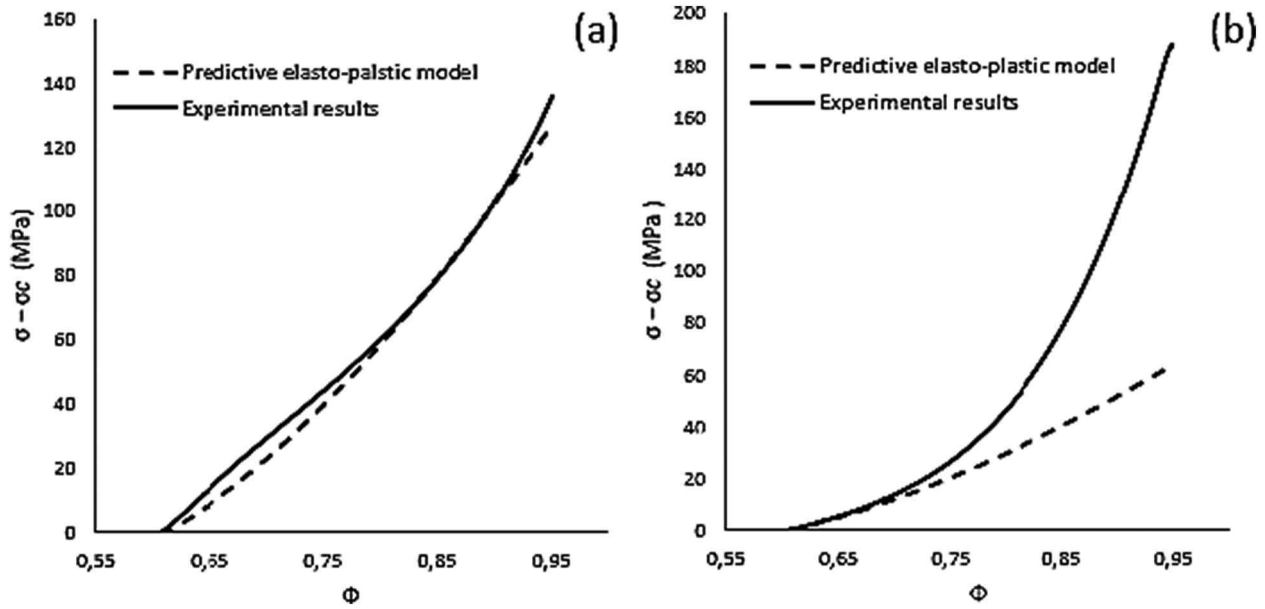 (a)
160
140
120
100
80
60
40
20
0
σ – σc (MPa)
Predictive elasto-palstic model
Experimental results
0,55 0,65 0,75 0,85 0,95
Φ
(b)
200
180
160
140
120
100
80
60
40
20
0
σ – σc (MPa )
Predictive elasto-plastic model
Experimental results
0,55 0,65 0,75 0,85 0,95
Φ